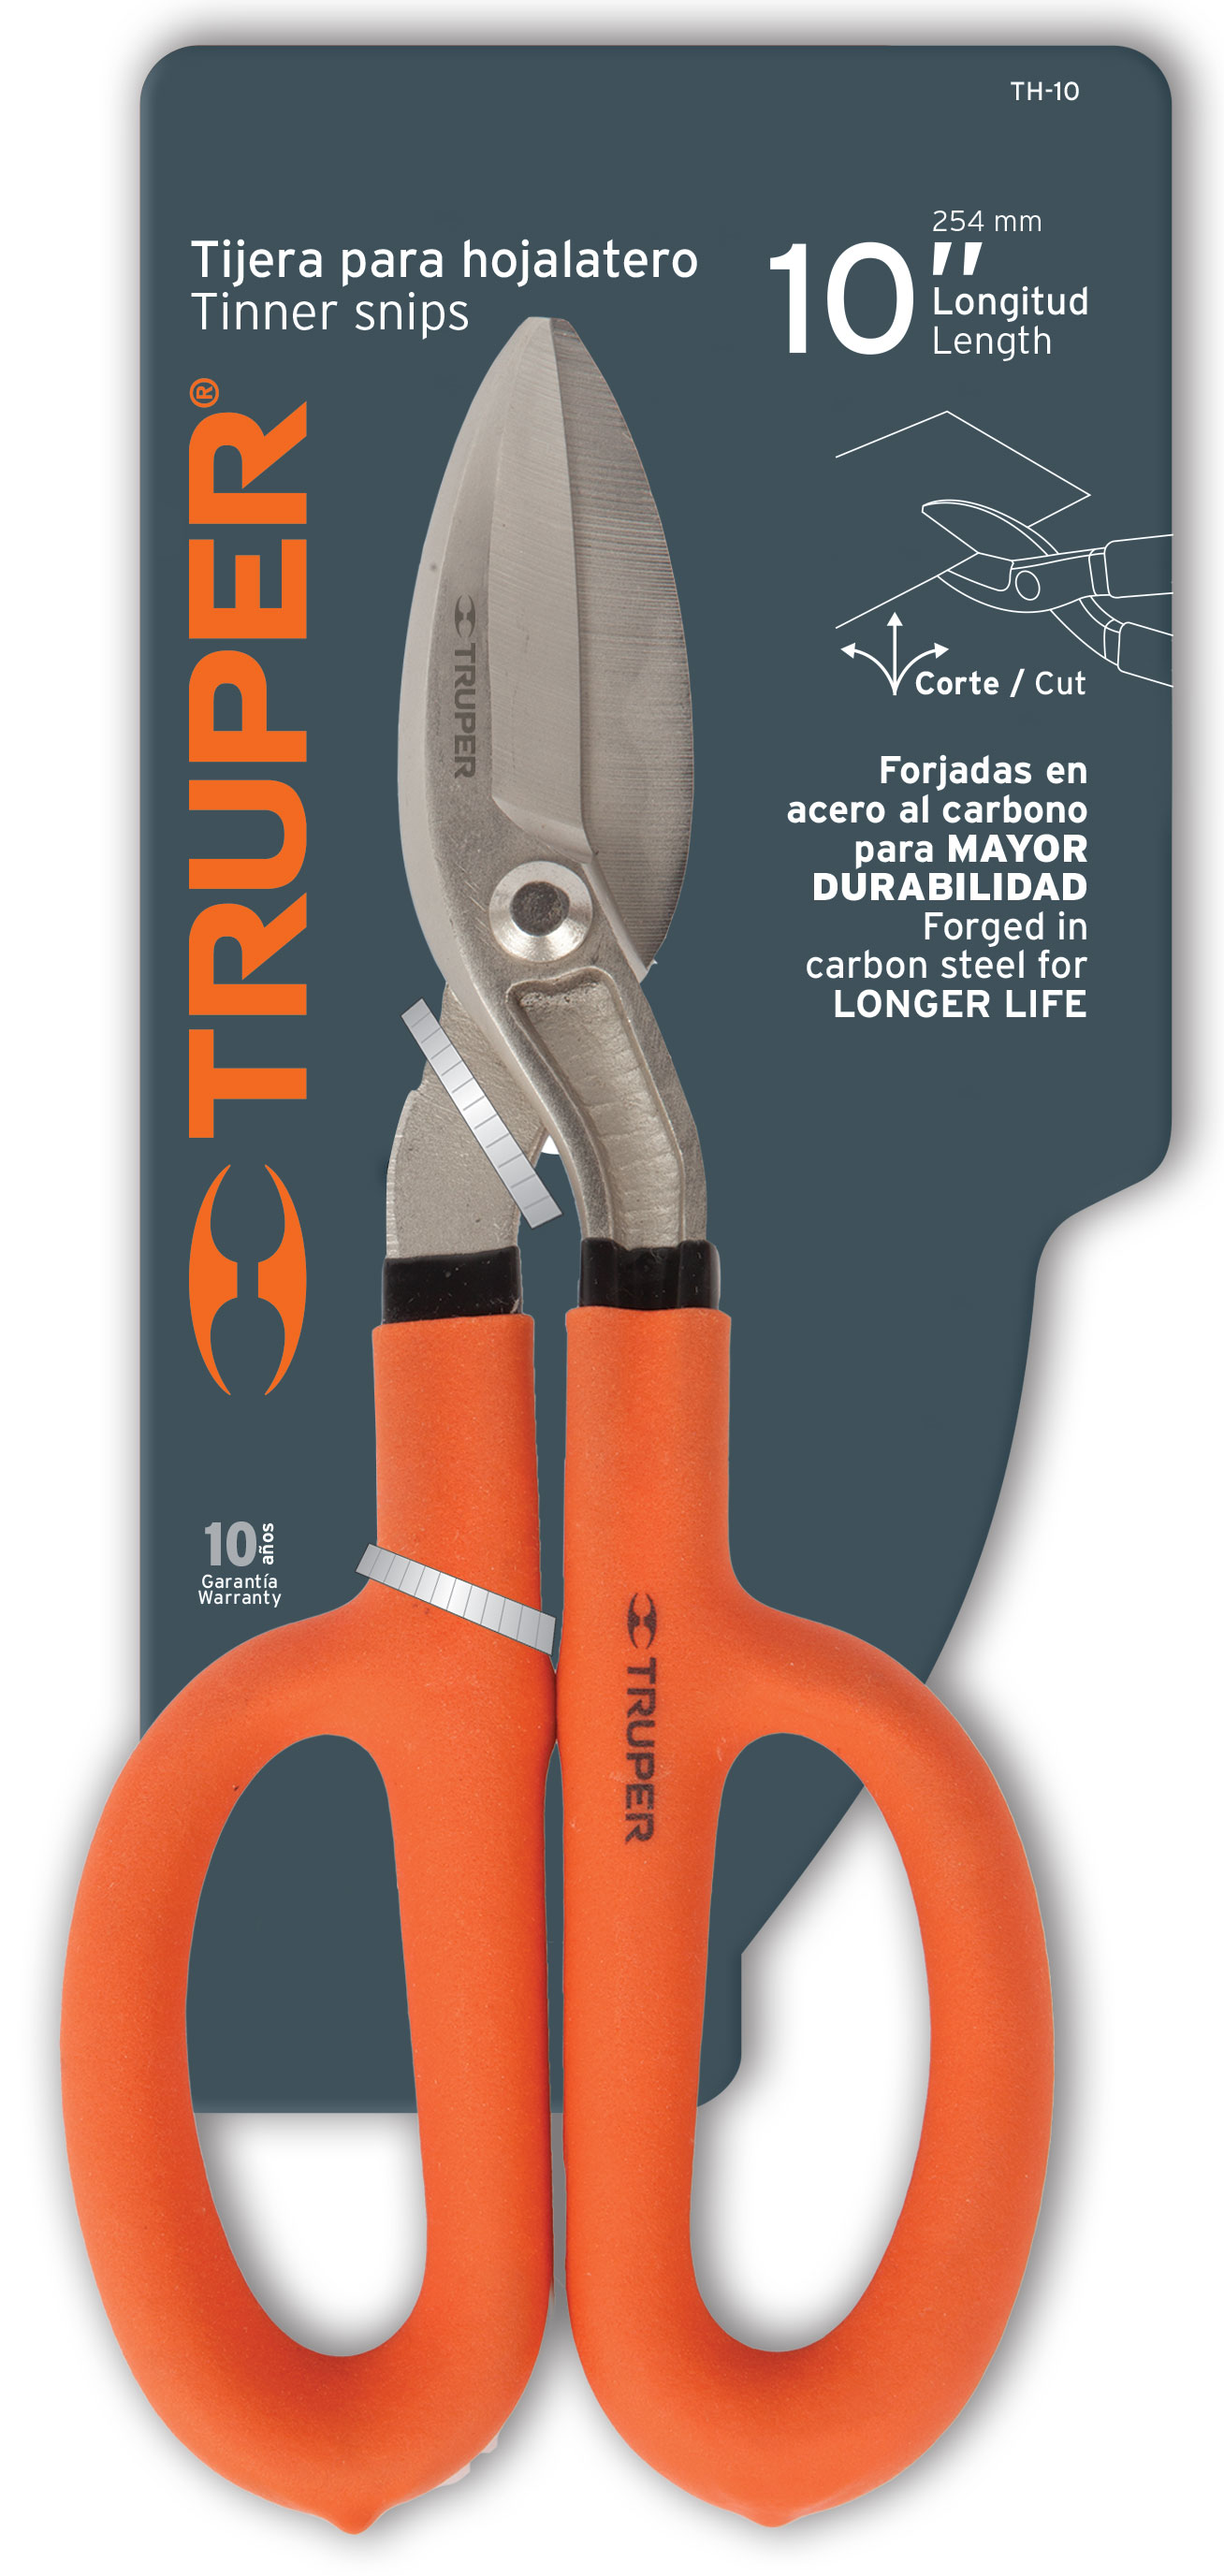 TH-10
Tijera para hojalatero
Tinner snips
254 mm
10"
Longitud
Length
TRUPER®
TRUPER
Corte / Cut
Forjadas en
acero al carbono
para MAYOR
DURABILIDAD
Forged in
carbon steel for
LONGER LIFE
10 años
Garantía
Warranty
TRUPER